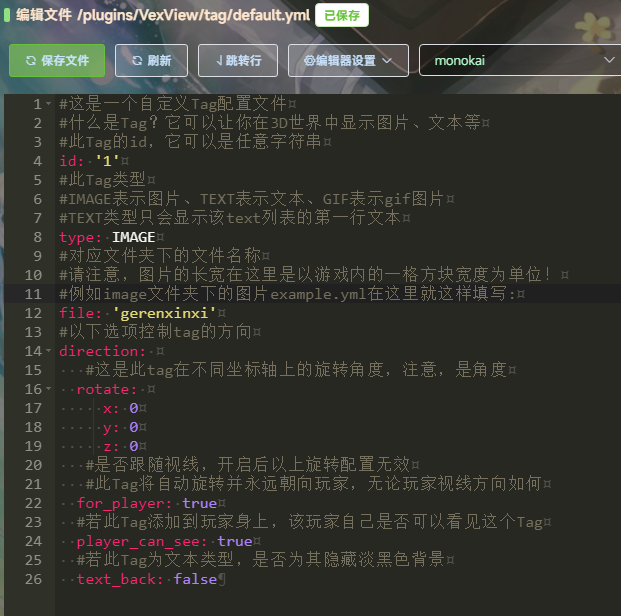 编辑文件 /plugins/VexView/tag/default.yml 已保存
保存文件 刷新 跳转行 编辑器设置 monokai
1 #这是一个自定义Tag配置文件
2 #什么是Tag？它可以让你在3D世界中显示图片、文本等
3 #此Tag的id，它可以是任意字符串
4 id: '1'
5 #此Tag类型
6 #IMAGE表示图片、TEXT表示文本、GIF表示gif图片
7 #TEXT类型只会显示该text列表的第一行文本
8 type: IMAGE
9 #对应文件夹下的文件名称
10 #请注意，图片的长宽在这里是以游戏内的一格方块宽度为单位！
11 #例如image文件夹下的图片example.yml在这里就这样填写:
12 file: 'gerenxinxi'
13 #以下选项控制tag的方向
14 direction:
15 #这是此tag在不同坐标轴上的旋转角度，注意，是角度
16 rotate:
17 x: 0
18 y: 0
19 z: 0
20 #是否跟随视线，开启后以上旋转配置无效
21 #此Tag将自动旋转并永远朝向玩家，无论玩家视线方向如何
22 for_player: true
23 #若此Tag添加到玩家身上，该玩家自己是否可以看见这个Tag
24 player_can_see: true
25 #若此Tag为文本类型，是否为其隐藏淡黑色背景
26 text_back: false